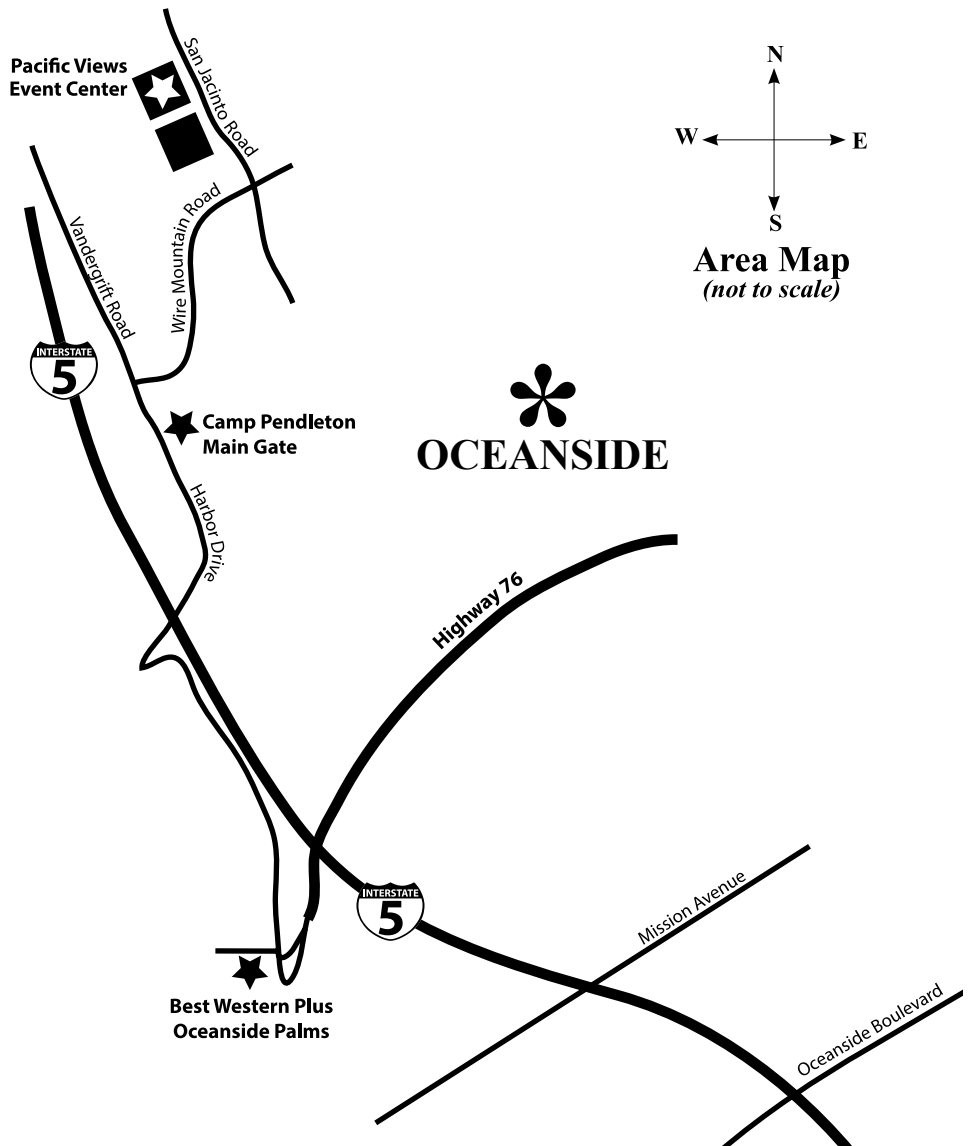 Pacific Views
Event Center
San Jacinto Road
N
W
E
S
Area Map
(not to scale)
Vandergrift Road
Wire Mountain Road
INTERSTATE
5
Camp Pendleton
Main Gate
OCEANSIDE
Harbor Drive
Highway 76
INTERSTATE
5
Mission Avenue
Best Western Plus
Oceanside Palms
Oceanside Boulevard